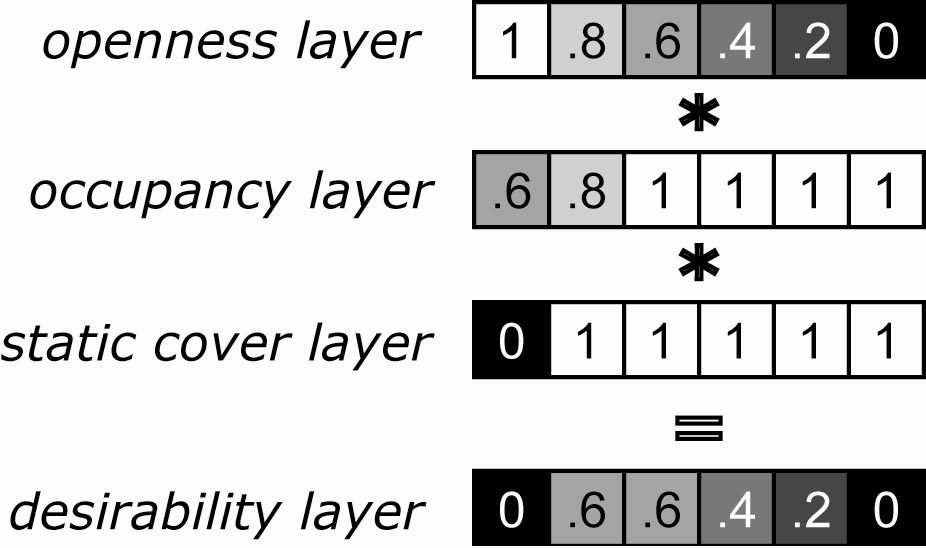 openness layer 1 .8 .6 .4 .2 0
*
occupancy layer .6 .8 1 1 1 1
*
static cover layer 0 1 1 1 1 1
=
desirability layer 0 .6 .6 .4 .2 0